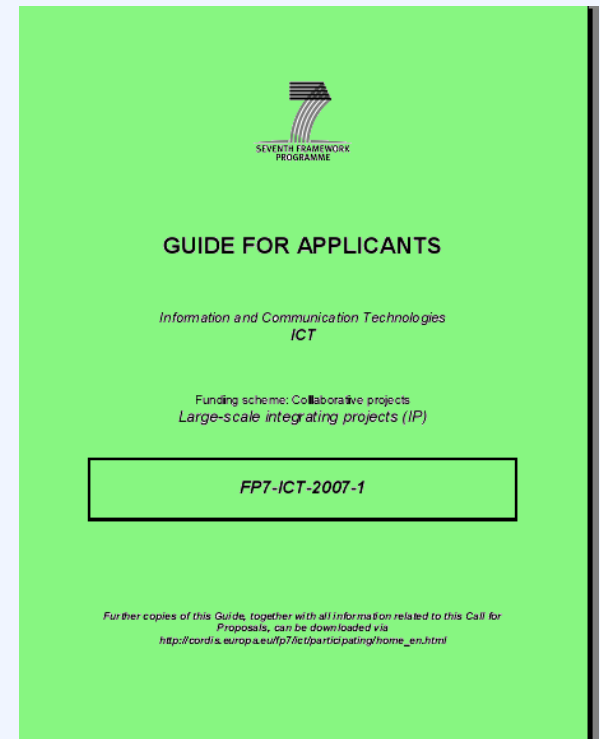 SEVENTH FRAMEWORK
PROGRAMME
GUIDE FOR APPLICANTS
Information and Communication Technologies
ICT
Funding scheme: Collaborative projects
Large-scale integrating projects (IP)
FP7-ICT-2007-1
Further copies of this Guide, together with all information related to this Call for
Proposals, can be downloaded via
http://cordis.europa.eu/fp7/ict/participating/home_en.html